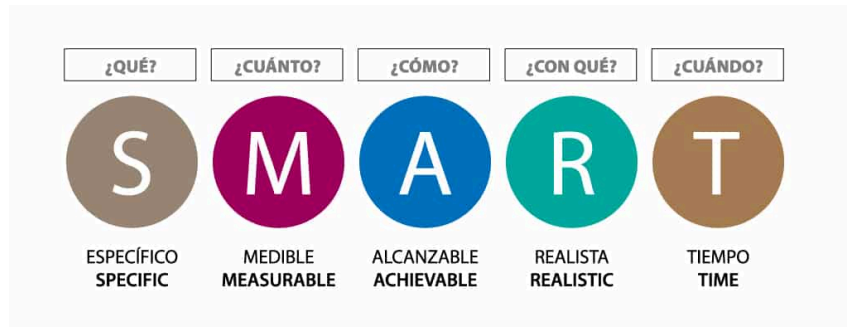 ¿QUÉ? ¿CUÁNTO? ¿CÓMO? ¿CON QUÉ? ¿CUÁNDO?
S M A R T
ESPECÍFICO MEDIBLE ALCANZABLE REALISTA TIEMPO
SPECIFIC MEASURABLE ACHIEVABLE REALISTIC TIME